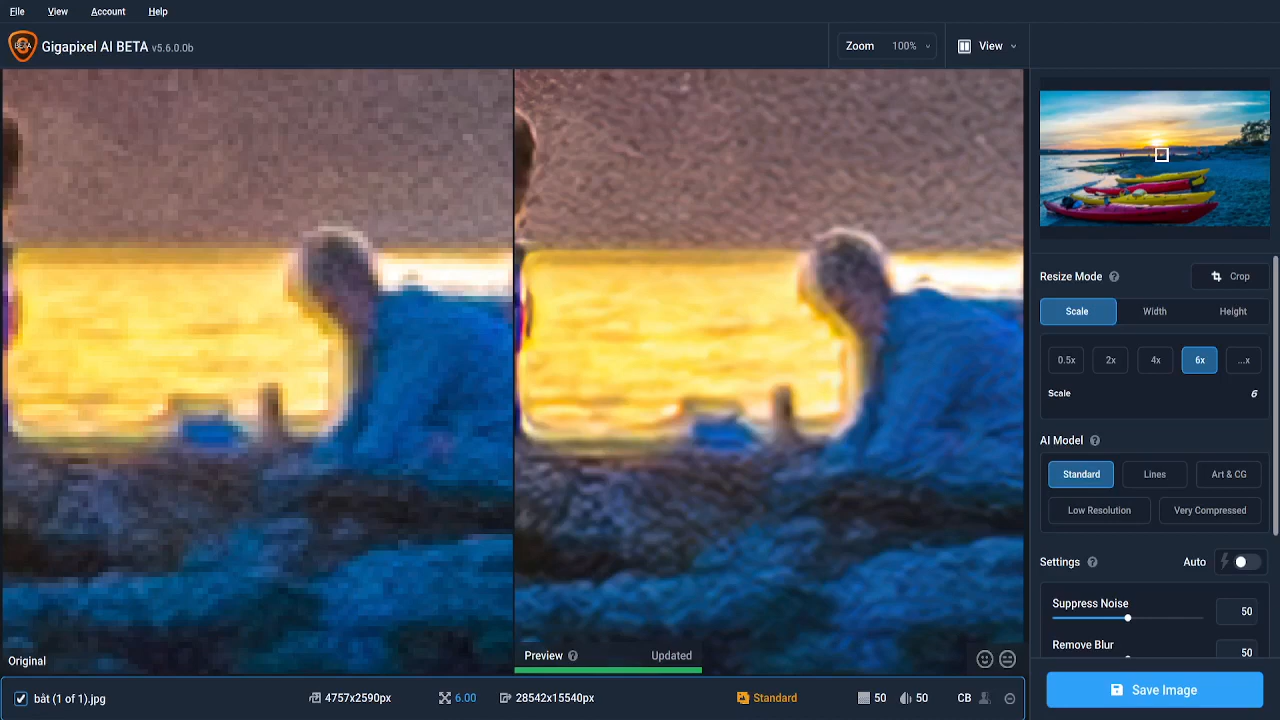 File View Account Help
BETA Gigapixel AI BETA v5.6.0.0b
Zoom 100% View
Resize Mode ? Crop
Scale Width Height
0.5x 2x 4x 6x ...x
Scale 6
AI Model ?
Standard Lines Art & CG
Low Resolution Very Compressed
Settings ? Auto
Suppress Noise 50
Remove Blur 50
Original
Preview ? Updated
båt (1 of 1).jpg 4757x2590px 6.00 28542x15540px Standard 50 50 CB
Save Image